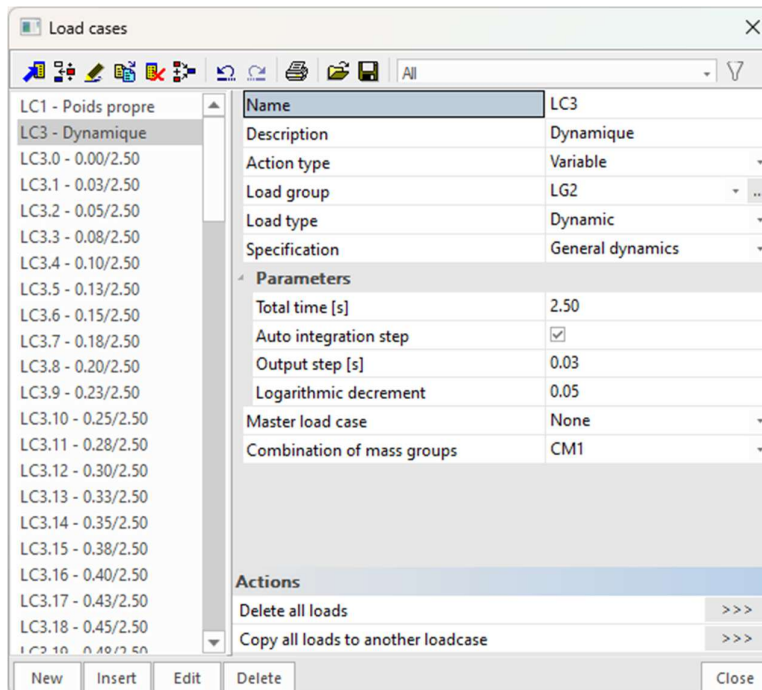 Load cases
All
LC1 - Poids propre
LC3 - Dynamique
LC3.0 - 0.00/2.50
LC3.1 - 0.03/2.50
LC3.2 - 0.05/2.50
LC3.3 - 0.08/2.50
LC3.4 - 0.10/2.50
LC3.5 - 0.13/2.50
LC3.6 - 0.15/2.50
LC3.7 - 0.18/2.50
LC3.8 - 0.20/2.50
LC3.9 - 0.23/2.50
LC3.10 - 0.25/2.50
LC3.11 - 0.28/2.50
LC3.12 - 0.30/2.50
LC3.13 - 0.33/2.50
LC3.14 - 0.35/2.50
LC3.15 - 0.38/2.50
LC3.16 - 0.40/2.50
LC3.17 - 0.43/2.50
LC3.18 - 0.45/2.50
LC3.19 - 0.48/2.50
Name LC3
Description Dynamique
Action type Variable
Load group LG2 ...
Load type Dynamic
Specification General dynamics
Parameters
Total time [s] 2.50
Auto integration step
Output step [s] 0.03
Logarithmic decrement 0.05
Master load case None
Combination of mass groups CM1
Actions
Delete all loads >>>
Copy all loads to another loadcase >>>
New Insert Edit Delete Close